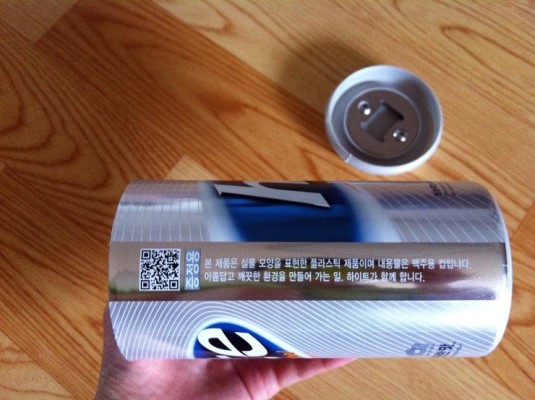 증정용
본 제품은 실물 모양을 표현한 플라스틱 제품이며 내용물은 맥주용 컵입니다.
아름답고 깨끗한 환경을 만들어 가는 일, 하이트가 함께 합니다.